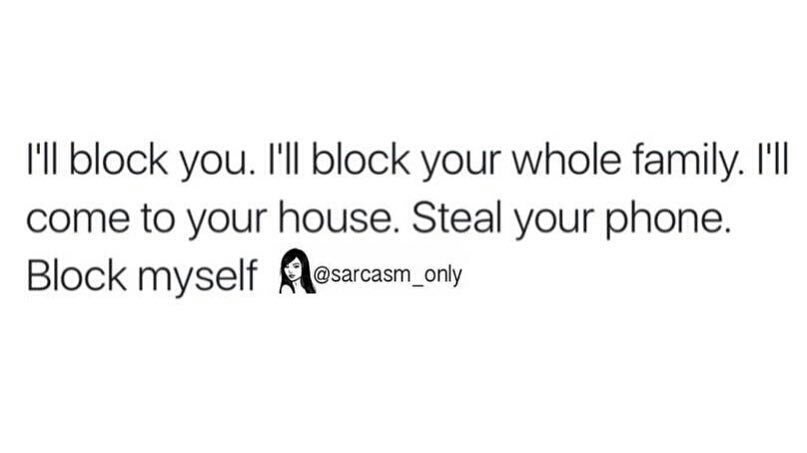 I'll block you. I'll block your whole family. I'll
come to your house. Steal your phone.
Block myself @sarcasm_only